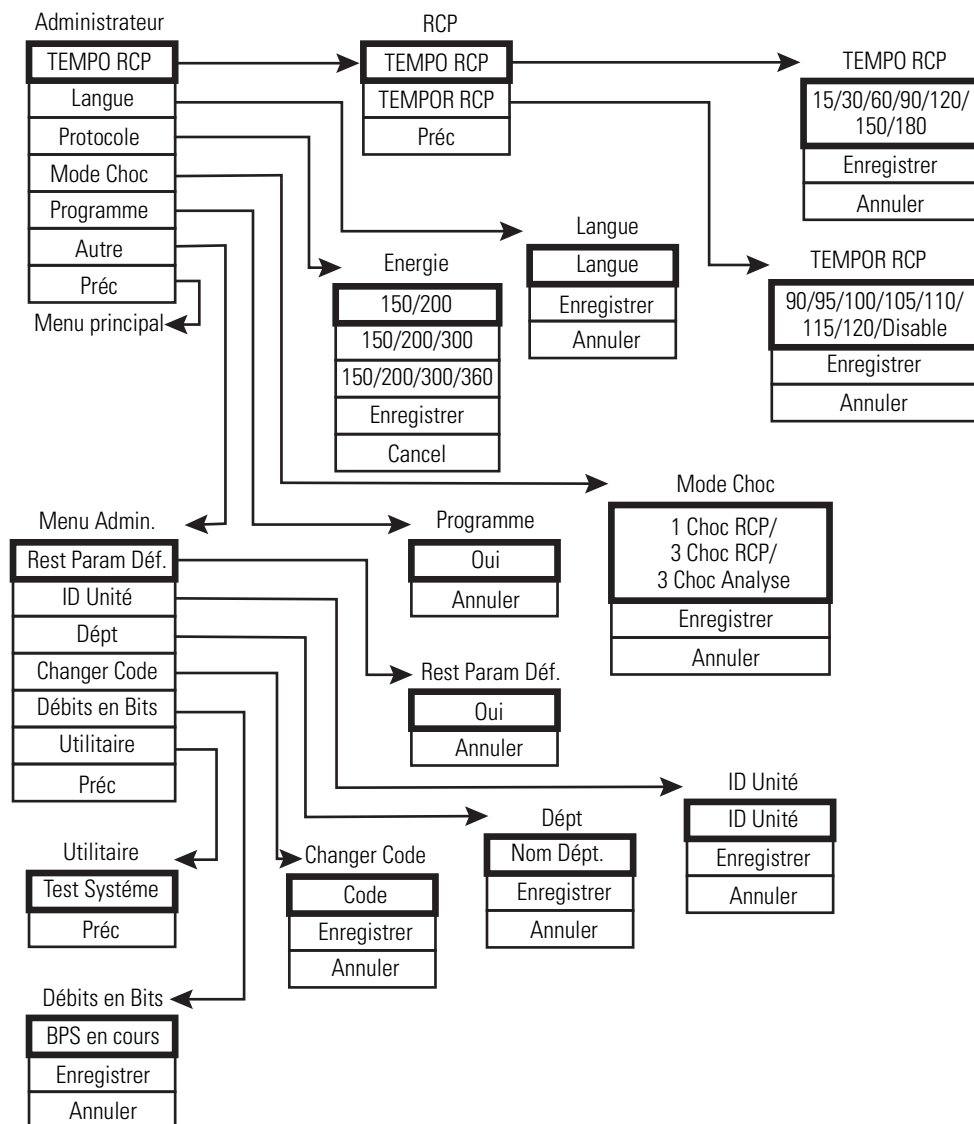 Administrateur
TEMPO RCP
Langue
Protocole
Mode Choc
Programme
Autre
Préc
Menu principal
RCP
TEMPO RCP
TEMPOR RCP
Préc
TEMPO RCP
15/30/60/90/120/
150/180
Enregistrer
Annuler
TEMPOR RCP
90/95/100/105/110/
115/120/Disable
Enregistrer
Annuler
Langue
Langue
Enregistrer
Annuler
Energie
150/200
150/200/300
150/200/300/360
Enregistrer
Cancel
Mode Choc
1 Choc RCP/
3 Choc RCP/
3 Choc Analyse
Enregistrer
Annuler
Programme
Oui
Annuler
Menu Admin.
Rest Param Déf.
ID Unité
Dépt
Changer Code
Débits en Bits
Utilitaire
Préc
Rest Param Déf.
Oui
Annuler
ID Unité
ID Unité
Enregistrer
Annuler
Dépt
Nom Dépt.
Enregistrer
Annuler
Changer Code
Code
Enregistrer
Annuler
Utilitaire
Test Systéme
Préc
Débits en Bits
BPS en cours
Enregistrer
Annuler